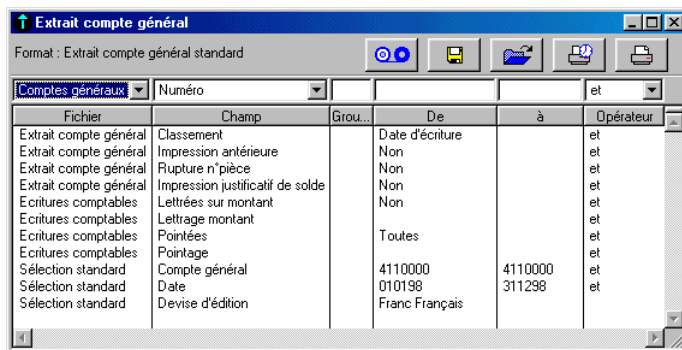 Extrait compte général
Format : Extrait compte général standard
Comptes généraux Numéro et
Fichier Champ Grou... De à Opérateur
Extrait compte général Classement Date d'écriture et
Extrait compte général Impression antérieure Non et
Extrait compte général Rupture n°pièce Non et
Extrait compte général Impression justificatif de solde Non et
Ecritures comptables Lettrées sur montant Non et
Ecritures comptables Lettrage montant et
Ecritures comptables Pointées Toutes et
Ecritures comptables Pointage et
Sélection standard Compte général 4110000 4110000 et
Sélection standard Date 010198 311298 et
Sélection standard Devise d'édition Franc Français